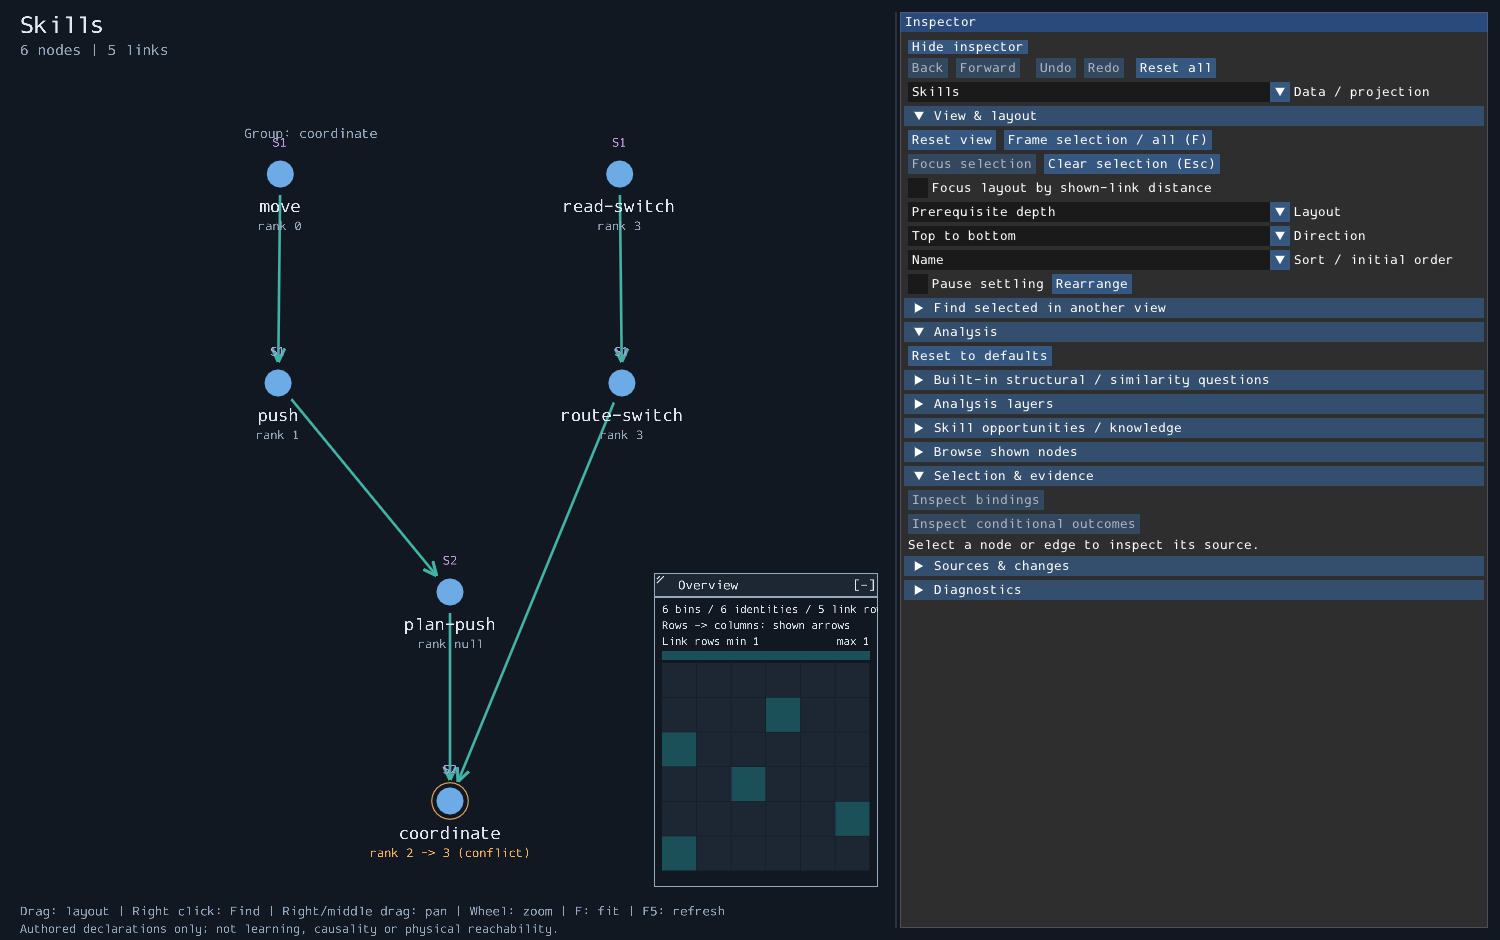 Skills
6 nodes | 5 links
Group: coordinate
S1
S1
move
rank 0
read-switch
rank 3
push
rank 1
route-switch
rank 3
S2
plan-push
rank null
coordinate
rank 2 -> 3 (conflict)
Overview
[-]
6 bins / 6 identities / 5 link
Rows -> columns: shown arrows
Link rows min 1
max 1
Drag: layout | Right click: Find | Right/middle drag: pan | Wheel: zoom | F: fit | F5: refresh
Authored declarations only; not learning, causality or physical reachability.
Inspector
Hide inspector
Back Forward Undo Redo Reset all
Skills Data / projection
View & layout
Reset view Frame selection / all (F)
Focus selection Clear selection (Esc)
Focus layout by shown-link distance
Prerequisite depth Layout
Top to bottom Direction
Name Sort / initial order
Pause settling Rearrange
Find selected in another view
Analysis
Reset to defaults
Built-in structural / similarity questions
Analysis layers
Skill opportunities / knowledge
Browse shown nodes
Selection & evidence
Inspect bindings
Inspect conditional outcomes
Select a node or edge to inspect its source.
Sources & changes
Diagnostics